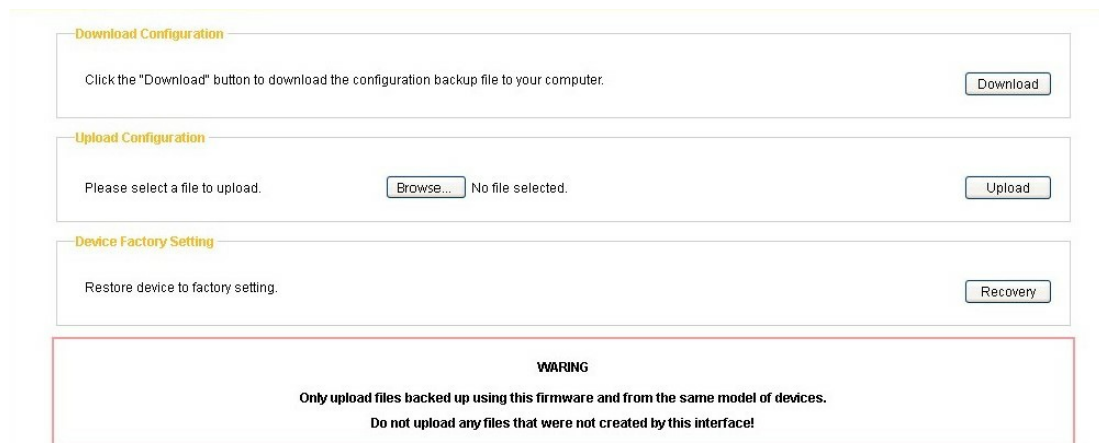 Download Configuration
Click the "Download" button to download the configuration backup file to your computer.
Download
Upload Configuration
Please select a file to upload.
Browse... No file selected.
Upload
Device Factory Setting
Restore device to factory setting.
Recovery
WARING
Only upload files backed up using this firmware and from the same model of devices.
Do not upload any files that were not created by this interface!